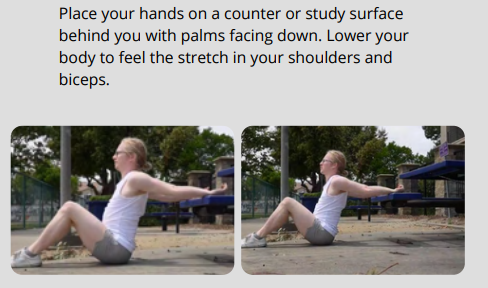 Place your hands on a counter or study surface
behind you with palms facing down. Lower your
body to feel the stretch in your shoulders and
biceps.